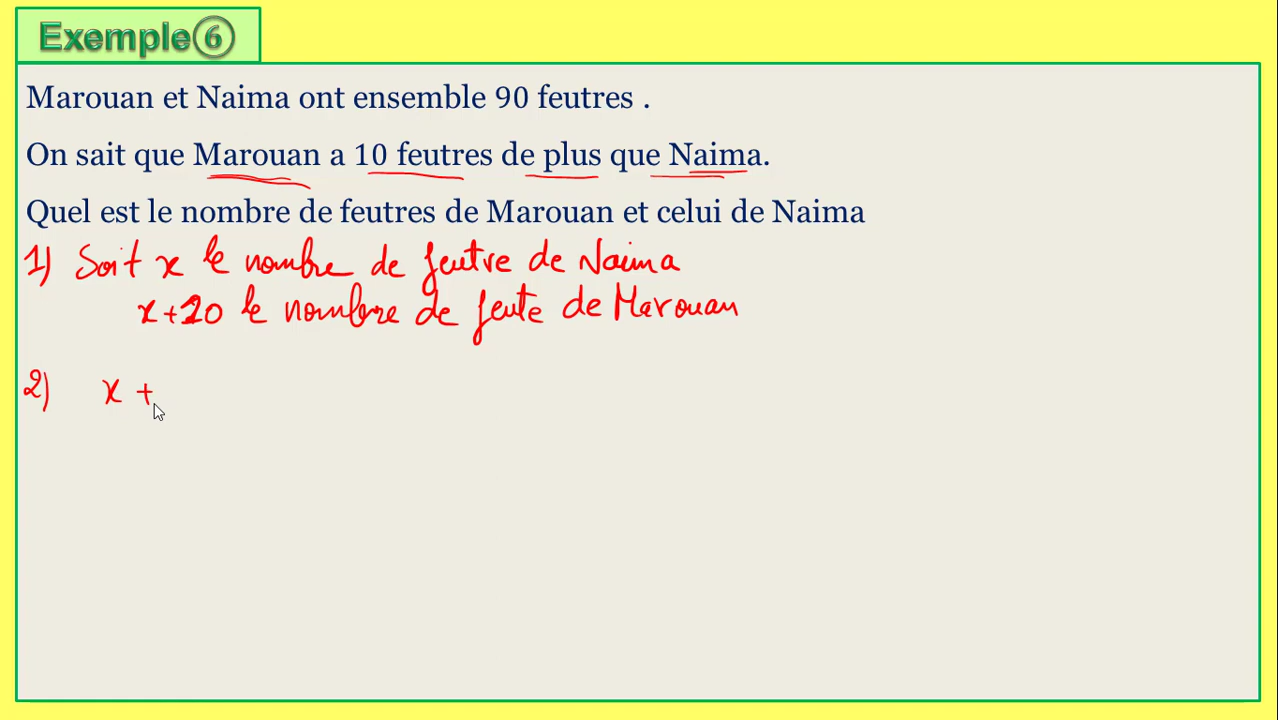 Exemple 6
Marouan et Naima ont ensemble 90 feutres .
On sait que Marouan a 10 feutres de plus que Naima.
Quel est le nombre de feutres de Marouan et celui de Naima
1) Soit x le nombre de feutre de Naima
x+20 le nombre de feute de Marouan
2) x +